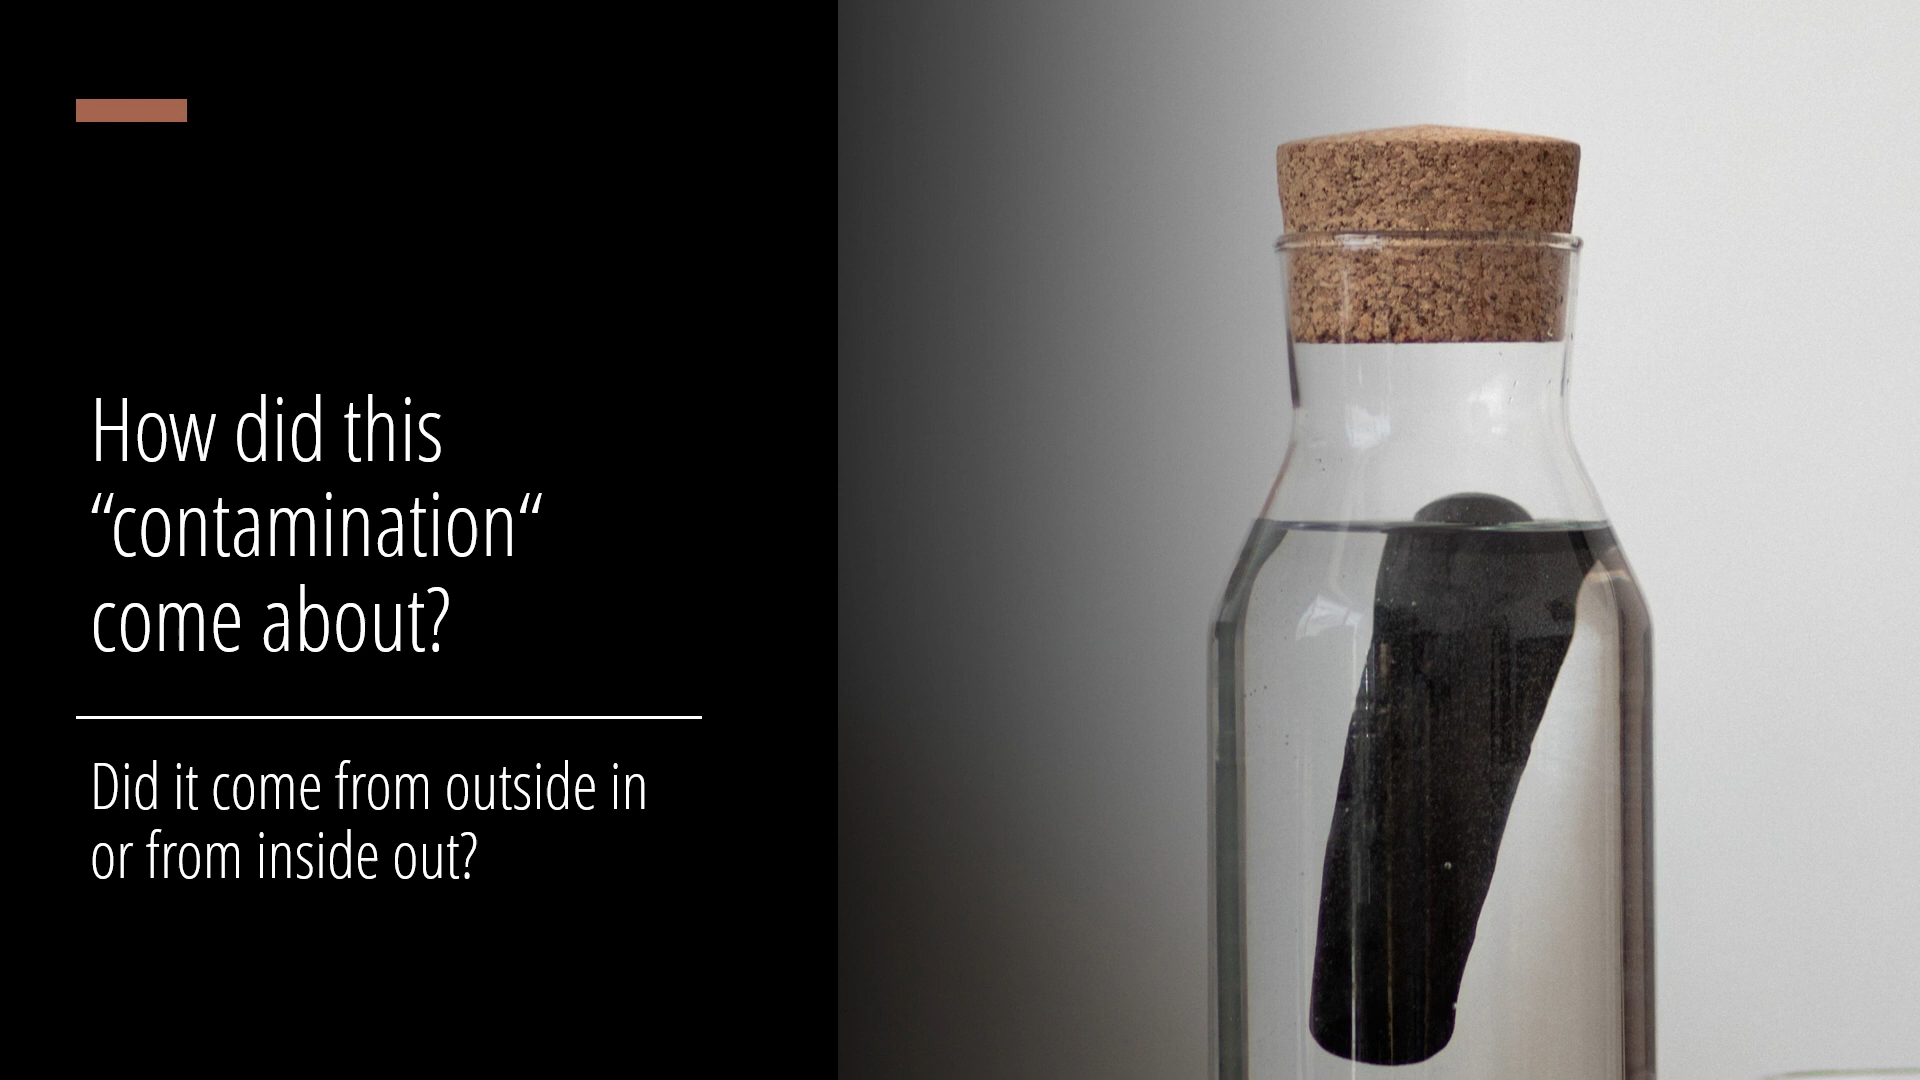 How did this
“contamination“
come about?
Did it come from outside in
or from inside out?